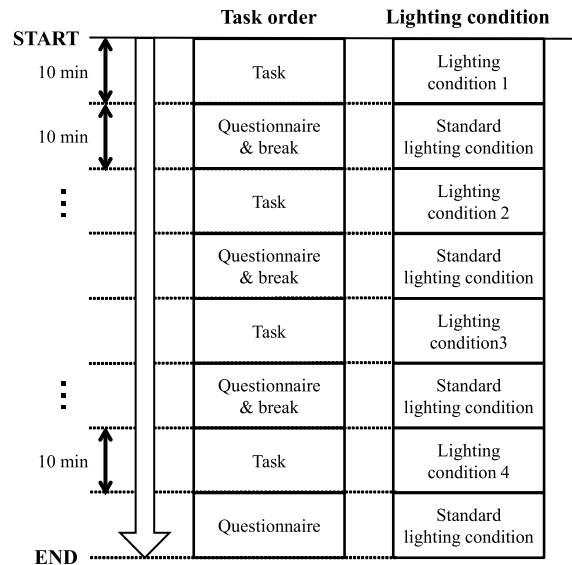 Task order Lighting condition
START
10 min
Task
Lighting
condition 1
10 min
Questionnaire
& break
Standard
lighting condition
Task
Lighting
condition 2
Questionnaire
& break
Standard
lighting condition
Task
Lighting
condition3
Questionnaire
& break
Standard
lighting condition
10 min
Task
Lighting
condition 4
Questionnaire
Standard
lighting condition
END